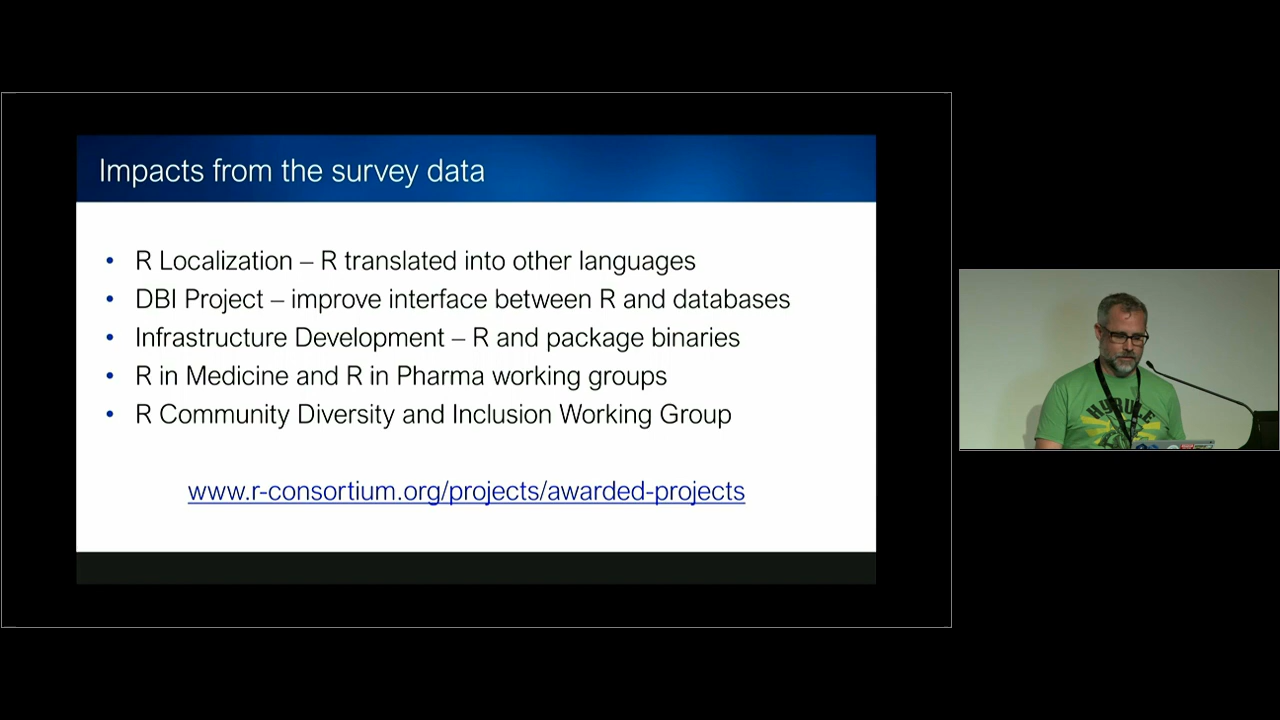 Impacts from the survey data
• R Localization – R translated into other languages
• DBI Project – improve interface between R and databases
• Infrastructure Development – R and package binaries
• R in Medicine and R in Pharma working groups
• R Community Diversity and Inclusion Working Group
www.r-consortium.org/projects/awarded-projects
HYRULE